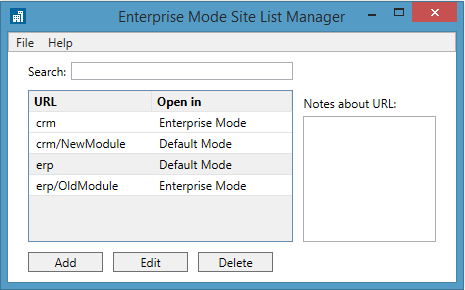 Enterprise Mode Site List Manager
File Help
Search:
URL Open in
Notes about URL:
crm Enterprise Mode
crm/NewModule Default Mode
erp Default Mode
erp/OldModule Enterprise Mode
Add Edit Delete